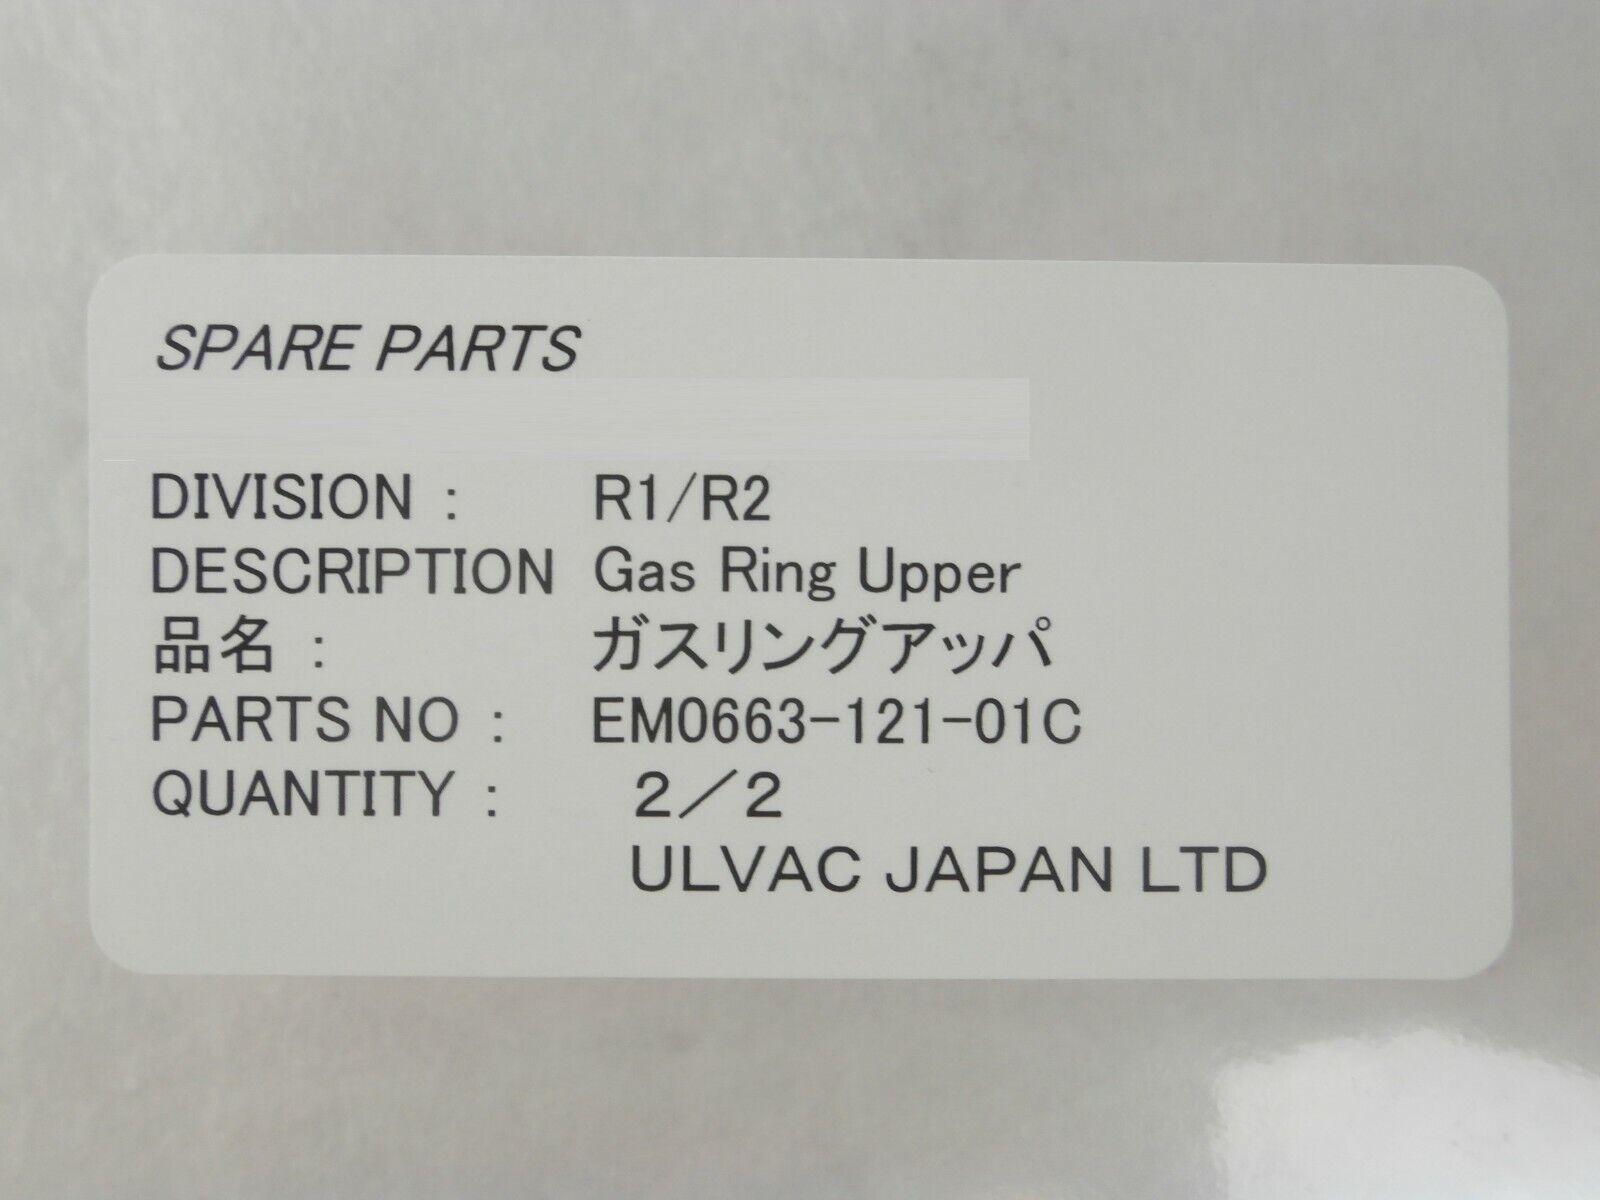 SPARE PARTS
DIVISION : R1/R2
DESCRIPTION Gas Ring Upper
品名 : ガスリングアッパ
PARTS NO : EM0663-121-01C
QUANTITY : 2／2
ULVAC JAPAN LTD